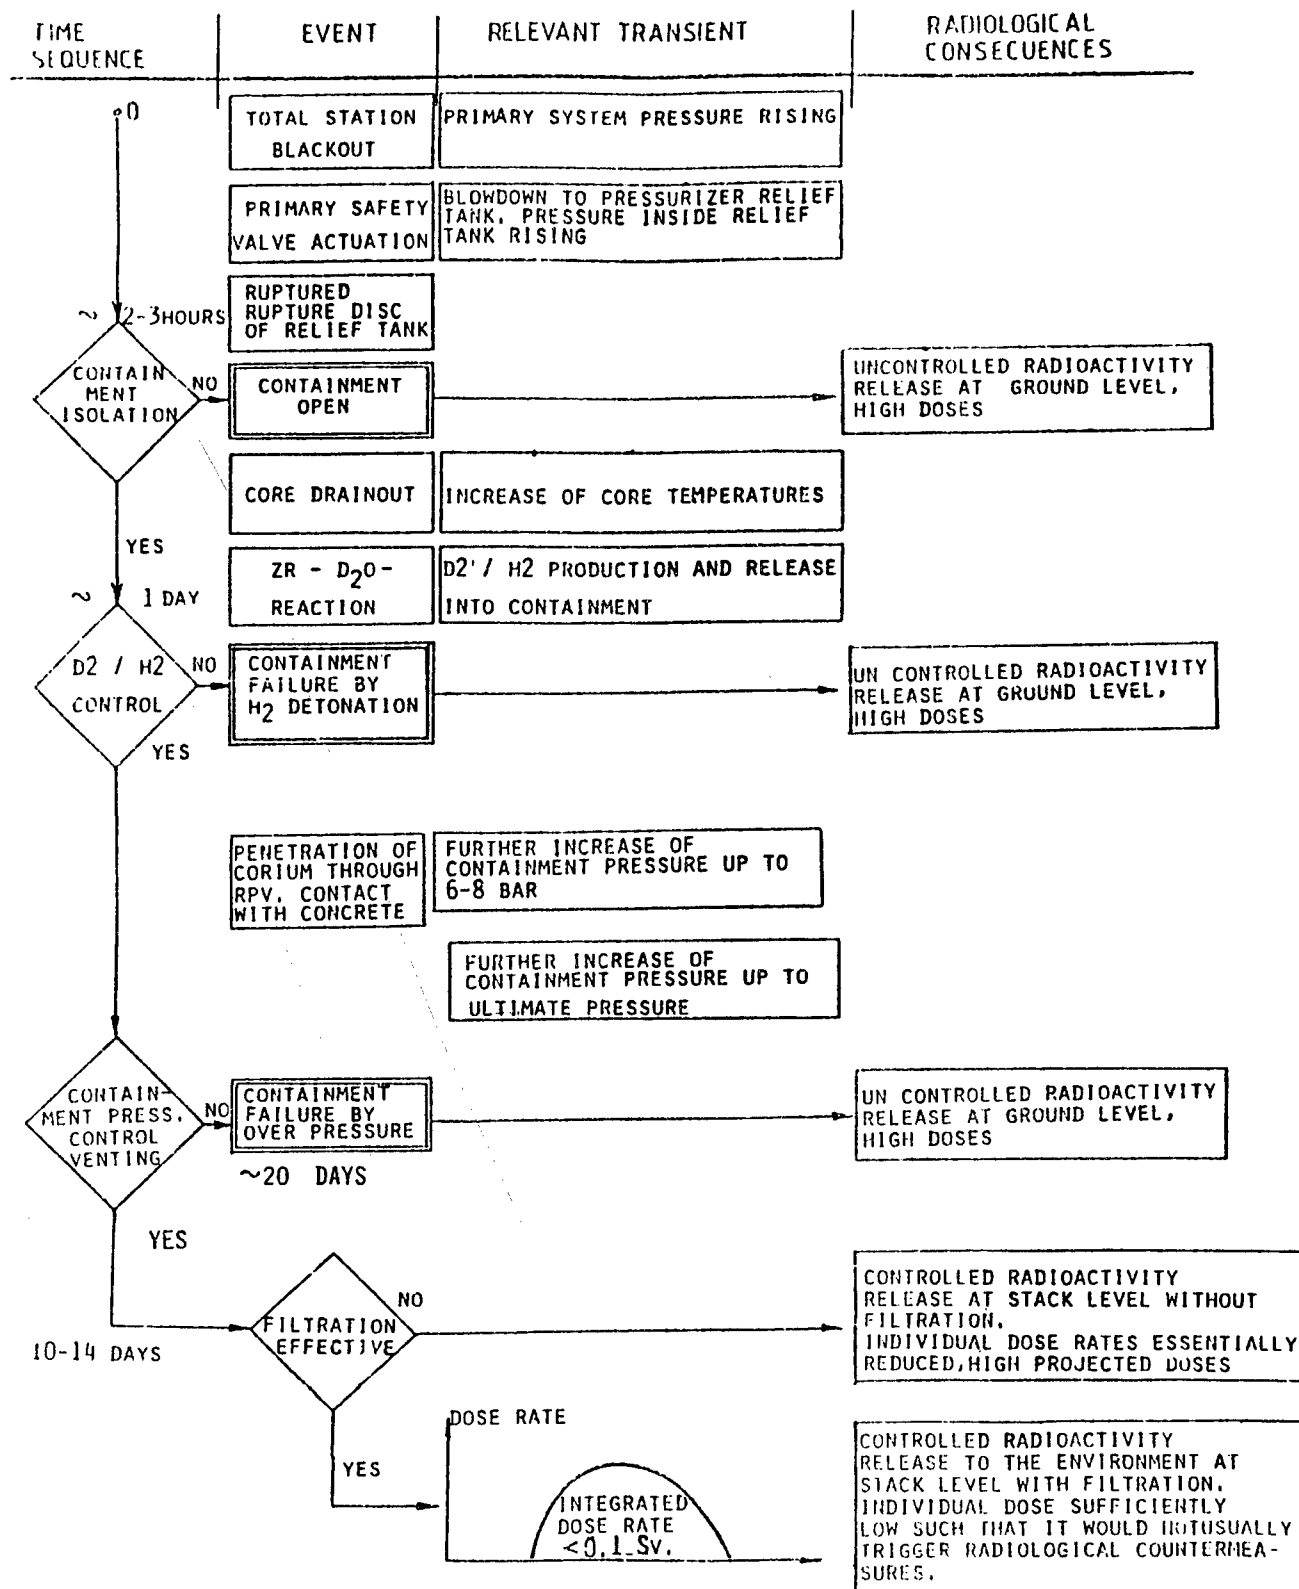 TIME
SEQUENCE
EVENT
RELEVANT TRANSIENT
RADIOLOGICAL
CONSECUENCES
0
TOTAL STATION
BLACKOUT
PRIMARY SYSTEM PRESSURE RISING
PRIMARY SAFETY
VALVE ACTUATION
BLOWDOWN TO PRESSURIZER RELIEF
TANK. PRESSURE INSIDE RELIEF
TANK RISING
~ 2-3HOURS
RUPTURED
RUPTURE DISC
OF RELIEF TANK
CONTAIN
MENT
ISOLATION
NO
CONTAINMENT
OPEN
UNCONTROLLED RADIOACTIVITY
RELEASE AT GROUND LEVEL,
HIGH DOSES
CORE DRAINOUT
INCREASE OF CORE TEMPERATURES
YES
ZR - D2O-
REACTION
D2'/ H2 PRODUCTION AND RELEASE
INTO CONTAINMENT
~ 1 DAY
D2 / H2
CONTROL
NO
CONTAINMENT
FAILURE BY
H2 DETONATION
UN CONTROLLED RADIOACTIVITY
RELEASE AT GROUND LEVEL,
HIGH DOSES
YES
PENETRATION OF
CORIUM THROUGH
RPV. CONTACT
WITH CONCRETE
FURTHER INCREASE OF
CONTAINMENT PRESSURE UP TO
6-8 BAR
FURTHER INCREASE OF
CONTAINMENT PRESSURE UP TO
ULTIMATE PRESSURE
CONTAIN-
MENT PRESS.
CONTROL
VENTING
NO
CONTAINMENT
FAILURE BY
OVER PRESSURE
~20 DAYS
UN CONTROLLED RADIOACTIVITY
RELEASE AT GROUND LEVEL,
HIGH DOSES
YES
10-14 DAYS
FILTRATION
EFFECTIVE
NO
CONTROLLED RADIOACTIVITY
RELEASE AT STACK LEVEL WITHOUT
FILTRATION.
INDIVIDUAL DOSE RATES ESSENTIALLY
REDUCED,HIGH PROJECTED DOSES
YES
DOSE RATE
INTEGRATED
DOSE RATE
<0.1 SV.
CONTROLLED RADIOACTIVITY
RELEASE TO THE ENVIRONMENT AT
STACK LEVEL WITH FILTRATION.
INDIVIDUAL DOSE SUFFICIENTLY
LOW SUCH THAT IT WOULD NOTUSUALLY
TRIGGER RADIOLOGICAL COUNTERMEA-
SURES.